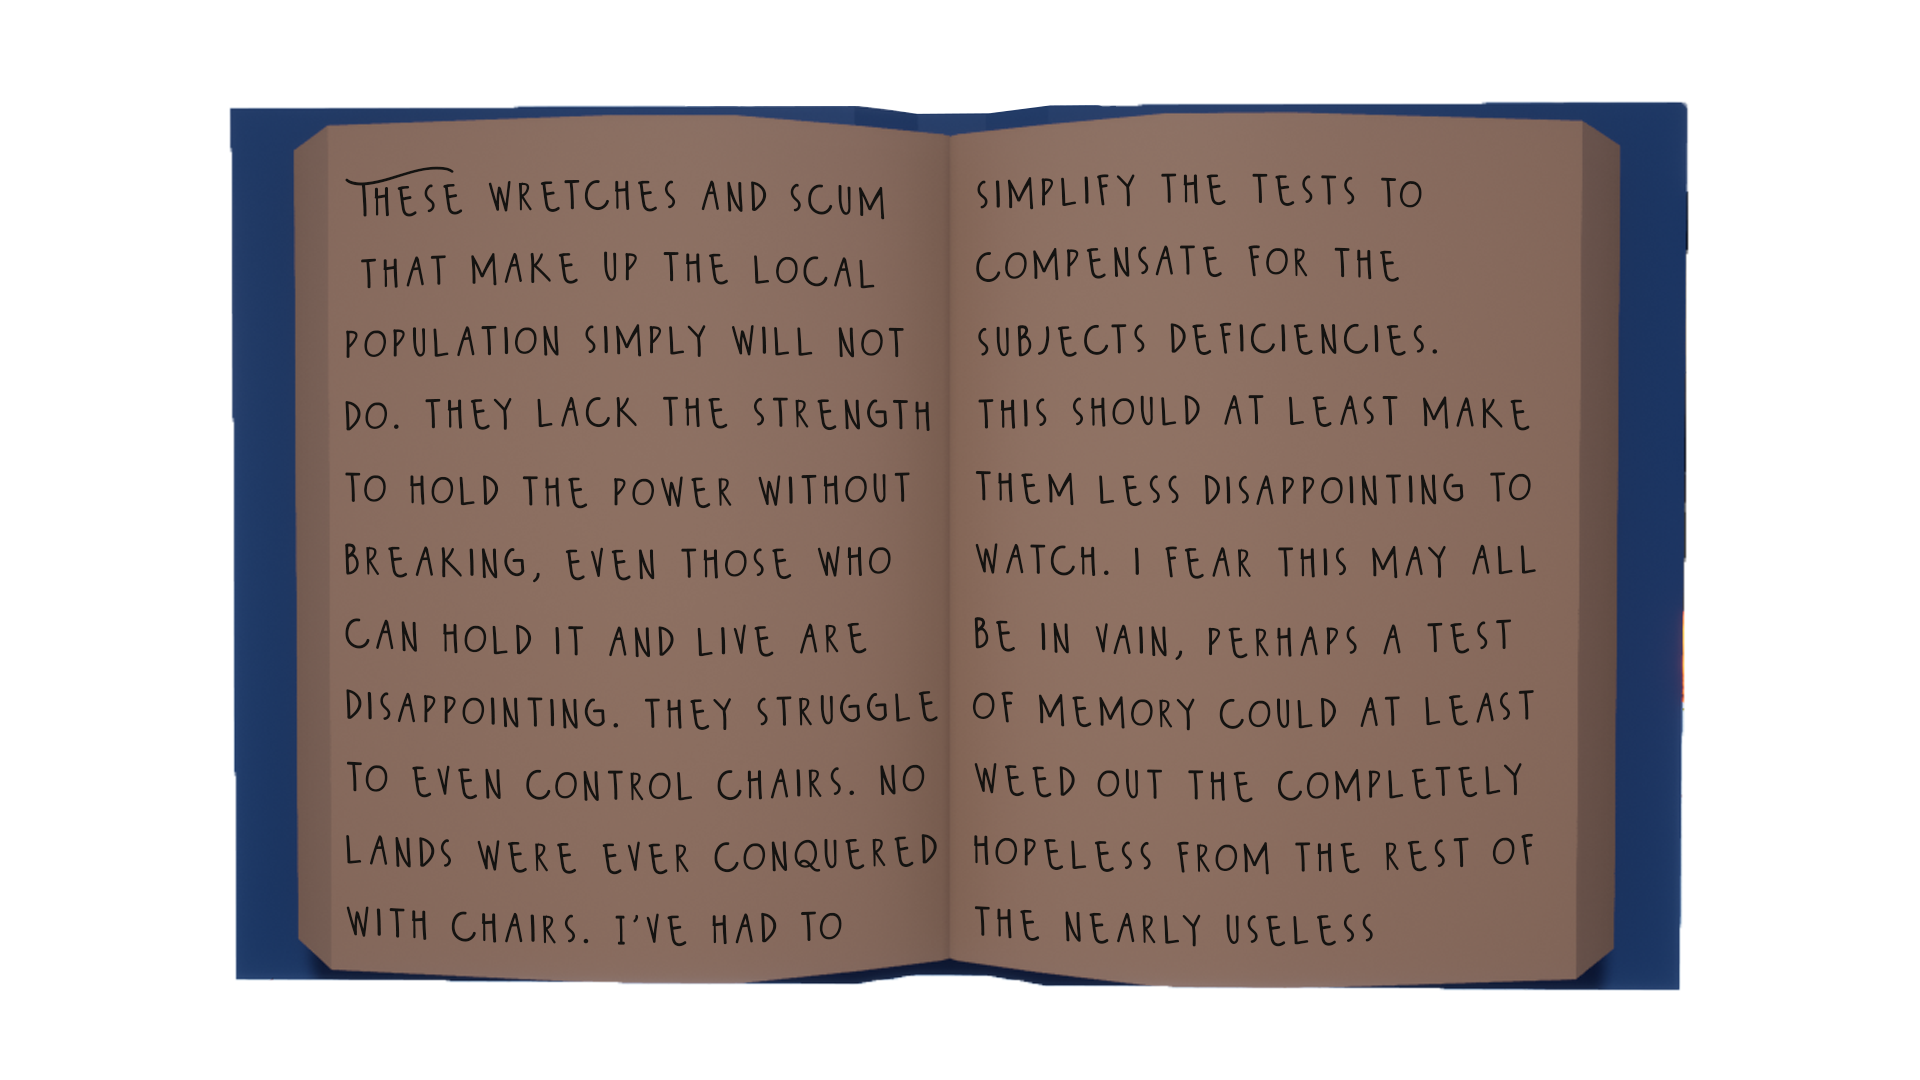 THESE WRETCHES AND SCUM
THAT MAKE UP THE LOCAL
POPULATION SIMPLY WILL NOT
DO. THEY LACK THE STRENGTH
TO HOLD THE POWER WITHOUT
BREAKING, EVEN THOSE WHO
CAN HOLD IT AND LIVE ARE
DISAPPOINTING. THEY STRUGGLE
TO EVEN CONTROL CHAIRS. NO
LANDS WERE EVER CONQUERED
WITH CHAIRS. I'VE HAD TO
SIMPLIFY THE TESTS TO
COMPENSATE FOR THE
SUBJECTS DEFICIENCIES.
THIS SHOULD AT LEAST MAKE
THEM LESS DISAPPOINTING TO
WATCH. I FEAR THIS MAY ALL
BE IN VAIN, PERHAPS A TEST
OF MEMORY COULD AT LEAST
WEED OUT THE COMPLETELY
HOPELESS FROM THE REST OF
THE NEARLY USELESS